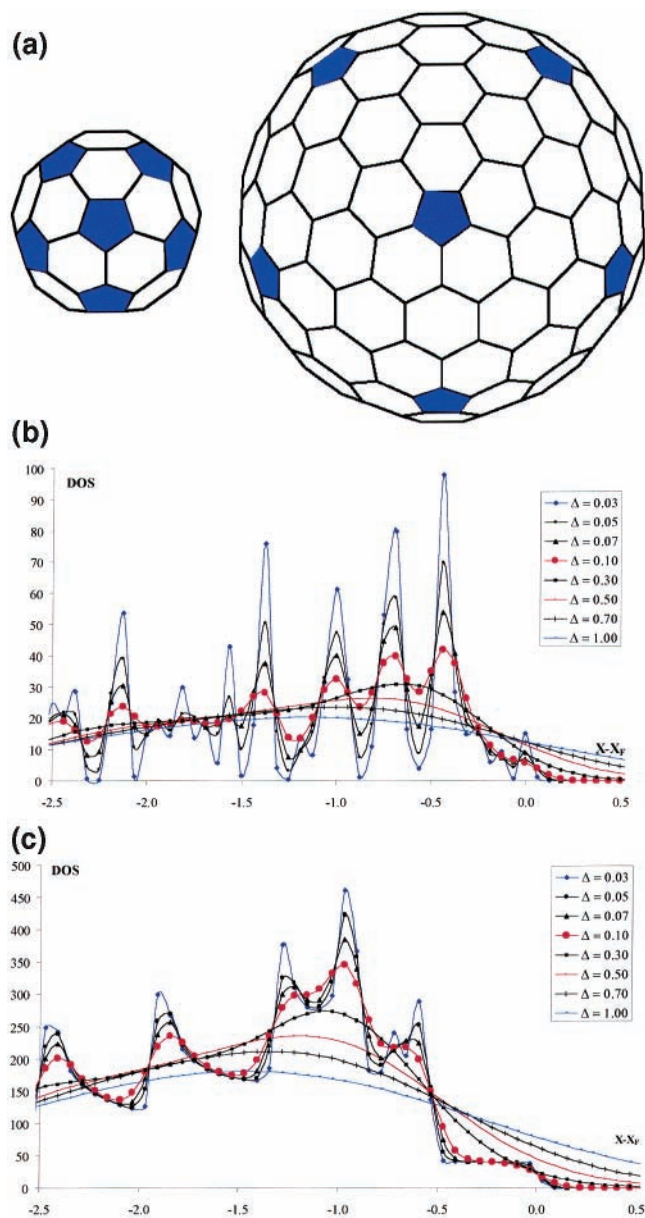 (a)
(b)
DOS
100
90
80
70
60
50
40
30
20
10
0
Δ = 0.03
Δ = 0.05
Δ = 0.07
Δ = 0.10
Δ = 0.30
Δ = 0.50
Δ = 0.70
Δ = 1.00
X-X_F
-2.5
-2.0
-1.5
-1.0
-0.5
0.0
0.5
(c)
DOS
500
450
400
350
300
250
200
150
100
50
0
Δ = 0.03
Δ = 0.05
Δ = 0.07
Δ = 0.10
Δ = 0.30
Δ = 0.50
Δ = 0.70
Δ = 1.00
X-X_F
-2.5
-2.0
-1.5
-1.0
-0.5
0.0
0.5